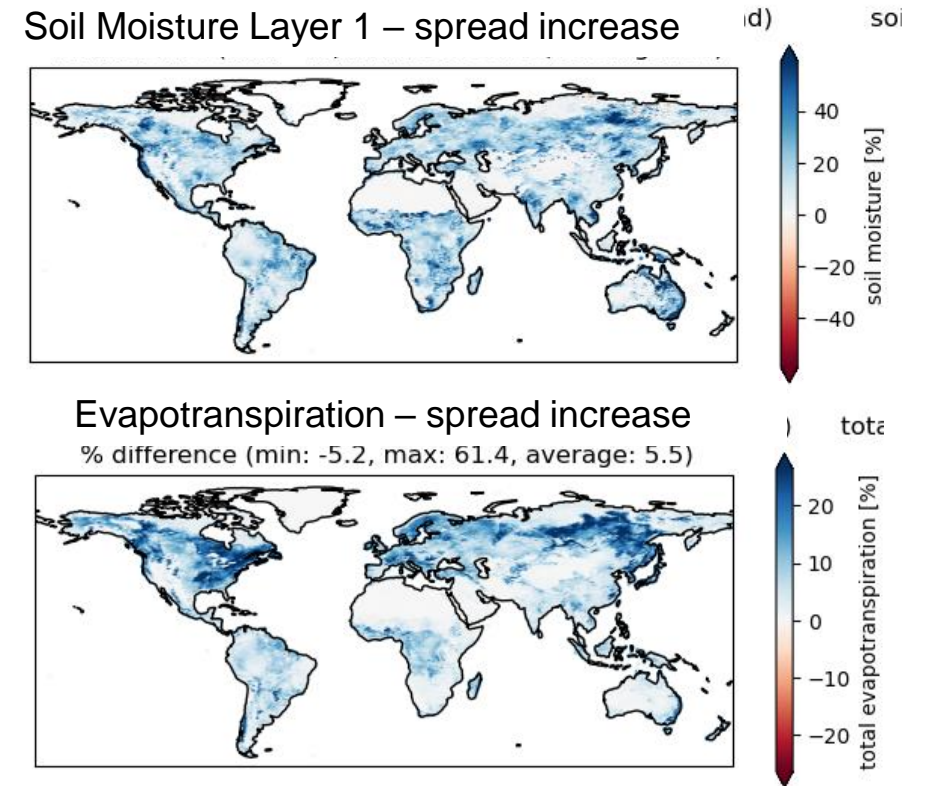 Soil Moisture Layer 1 – spread increase
nd)
soi
40
20
0
−20
−40
soil moisture [%]
Evapotranspiration – spread increase
)
tota
% difference (min: -5.2, max: 61.4, average: 5.5)
20
10
0
−10
−20
total evapotranspiration [%]